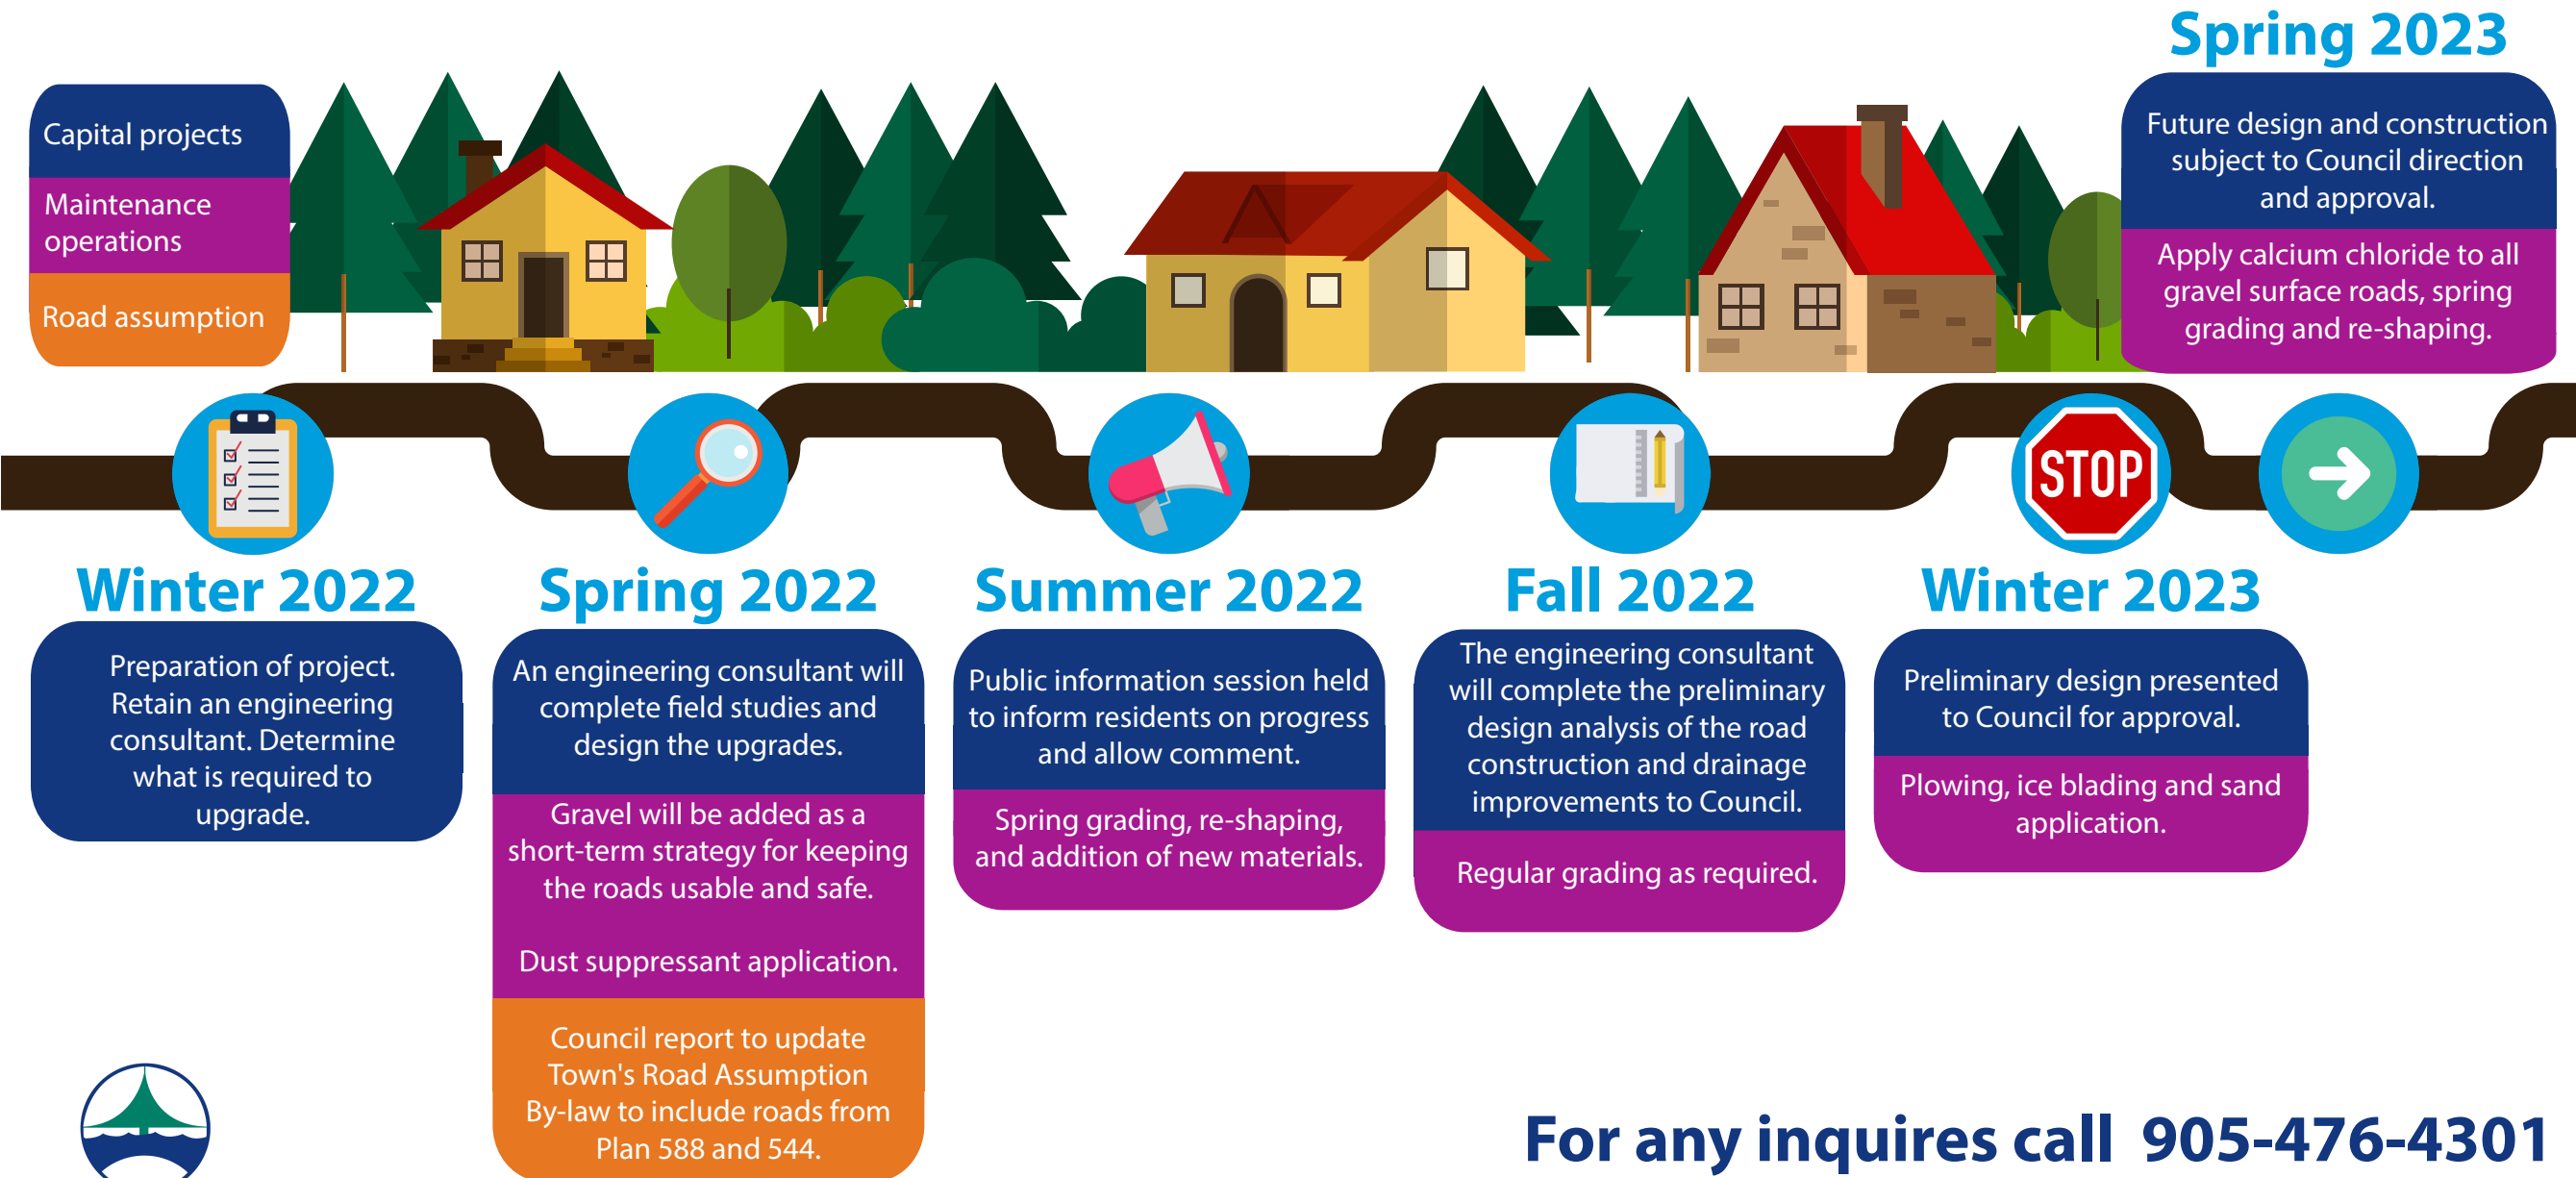 Spring 2023
Capital projects
Maintenance
operations
Road assumption
Future design and construction
subject to Council direction
and approval.
Apply calcium chloride to all
gravel surface roads, spring
grading and re-shaping.
STOP
Winter 2022
Preparation of project.
Retain an engineering
consultant. Determine
what is required to
upgrade.
Spring 2022
An engineering consultant will
complete field studies and
design the upgrades.
Gravel will be added as a
short-term strategy for keeping
the roads usable and safe.
Dust suppressant application.
Council report to update
Town's Road Assumption
By-law to include roads from
Plan 588 and 544.
Summer 2022
Public information session held
to inform residents on progress
and allow comment.
Spring grading, re-shaping,
and addition of new materials.
Fall 2022
The engineering consultant
will complete the preliminary
design analysis of the road
construction and drainage
improvements to Council.
Regular grading as required.
Winter 2023
Preliminary design presented
to Council for approval.
Plowing, ice blading and sand
application.
For any inquires call 905-476-4301